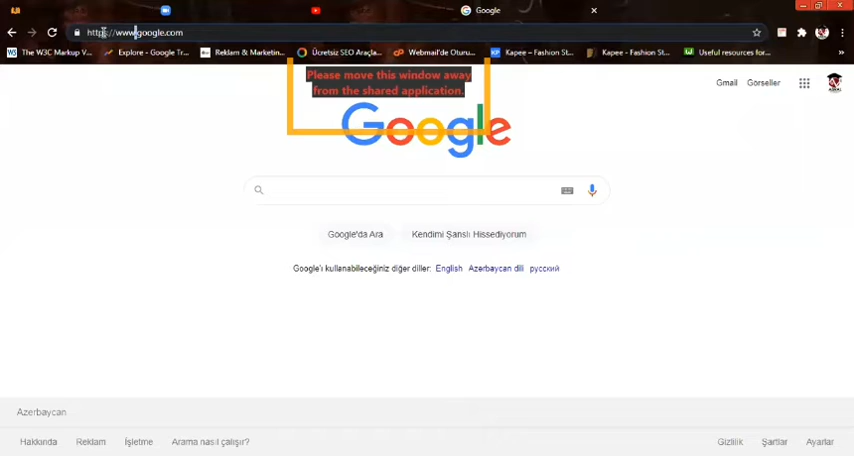 Google
https://www.google.com
The W3C Markup V...
Explore - Google Tr...
Reklam & Marketin...
Ücretsiz SEO Araçla...
Webmail'de Oturu...
Kapee – Fashion St...
Kapee - Fashion St...
Useful resources for...
»
Please move this window away
from the shared application.
Gmail Görseller
Google
Google'da Ara
Kendimi Şanslı Hissediyorum
Google'ı kullanabileceğiniz diğer diller: English Azərbaycan dili русский
Azerbaycan
Hakkında Reklam İşletme Arama nasıl çalışır?
Gizlilik Şartlar Ayarlar